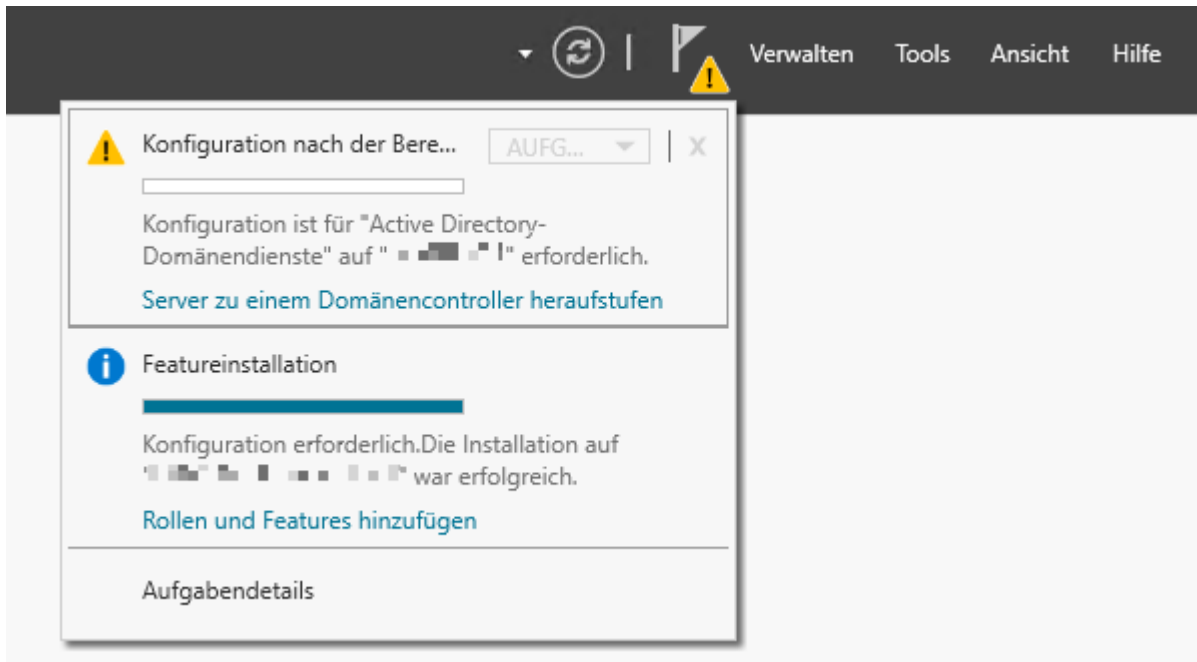 Verwalten Tools Ansicht Hilfe
Konfiguration nach der Bere... AUFG... X
Konfiguration ist für "Active Directory-
Domänendienste" auf " " erforderlich.
Server zu einem Domänencontroller heraufstufen
Featureinstallation
Konfiguration erforderlich.Die Installation auf
" " war erfolgreich.
Rollen und Features hinzufügen
Aufgabendetails